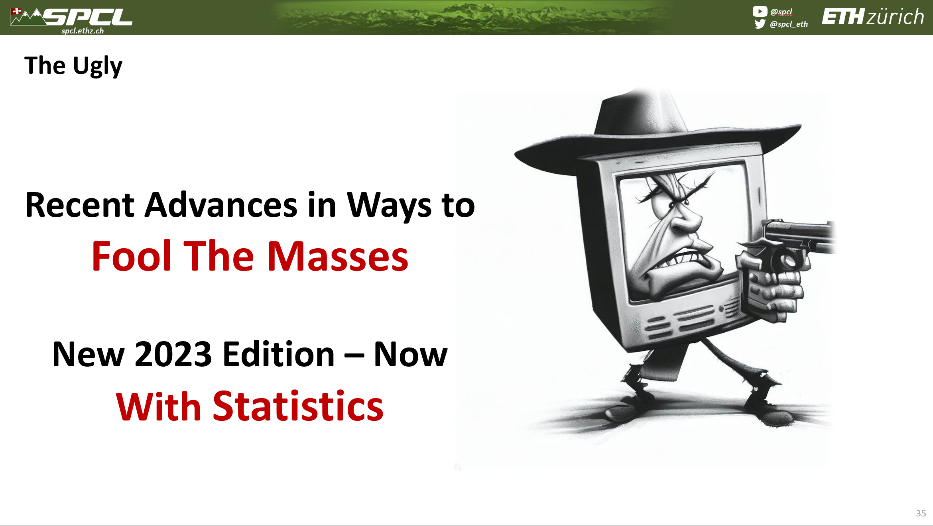 SPCL
spcl.ethz.ch
@spcl
@spcl_eth
ETH zürich
The Ugly
Recent Advances in Ways to
Fool The Masses
New 2023 Edition – Now
With Statistics
35